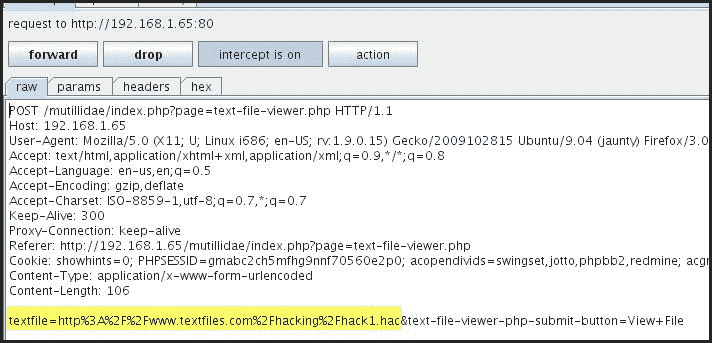 request to http://192.168.1.65:80
forward drop intercept is on action
raw params headers hex
POST /mutillidae/index.php?page=text-file-viewer.php HTTP/1.1
Host: 192.168.1.65
User-Agent: Mozilla/5.0 (X11; U; Linux i686; en-US; rv:1.9.0.15) Gecko/2009102815 Ubuntu/9.04 (jaunty) Firefox/3.0
Accept: text/html,application/xhtml+xml,application/xml;q=0.9,*/*;q=0.8
Accept-Language: en-us,en;q=0.5
Accept-Encoding: gzip,deflate
Accept-Charset: ISO-8859-1,utf-8;q=0.7,*;q=0.7
Keep-Alive: 300
Proxy-Connection: keep-alive
Referer: http://192.168.1.65/mutillidae/index.php?page=text-file-viewer.php
Cookie: showhints=0; PHPSESSID=gmabc2ch5mfhg9nnf70560e2p0; acopendivids=swingset,jotto,phpbb2,redmine; acgr
Content-Type: application/x-www-form-urlencoded
Content-Length: 106
textfile=http%3A%2F%2Fwww.textfiles.com%2Fhacking%2Fhack1.hac&text-file-viewer-php-submit-button=View+File